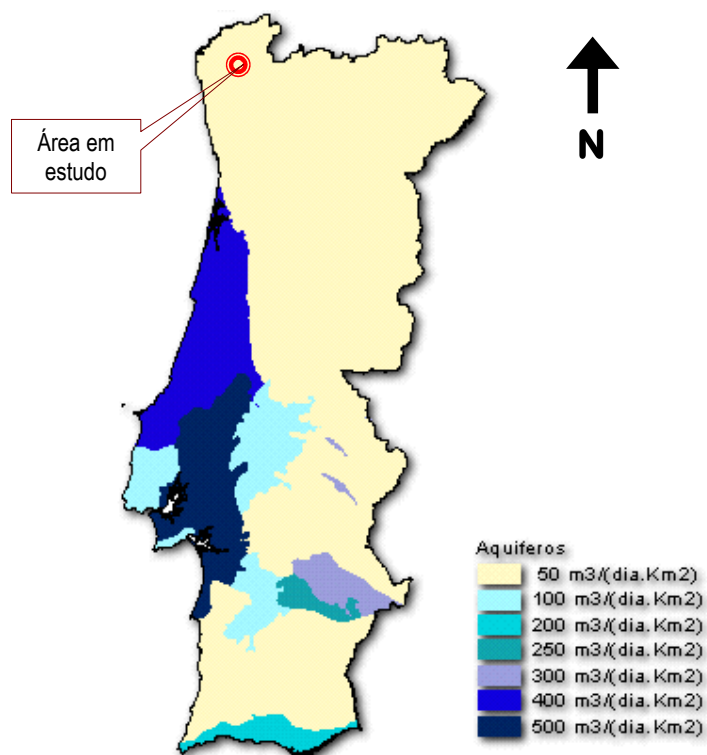 Área em
estudo
N
Aquiferos
50 m3/(dia.Km2)
100 m3/(dia.Km2)
200 m3/(dia.Km2)
250 m3/(dia.Km2)
300 m3/(dia.Km2)
400 m3/(dia.Km2)
500 m3/(dia.Km2)